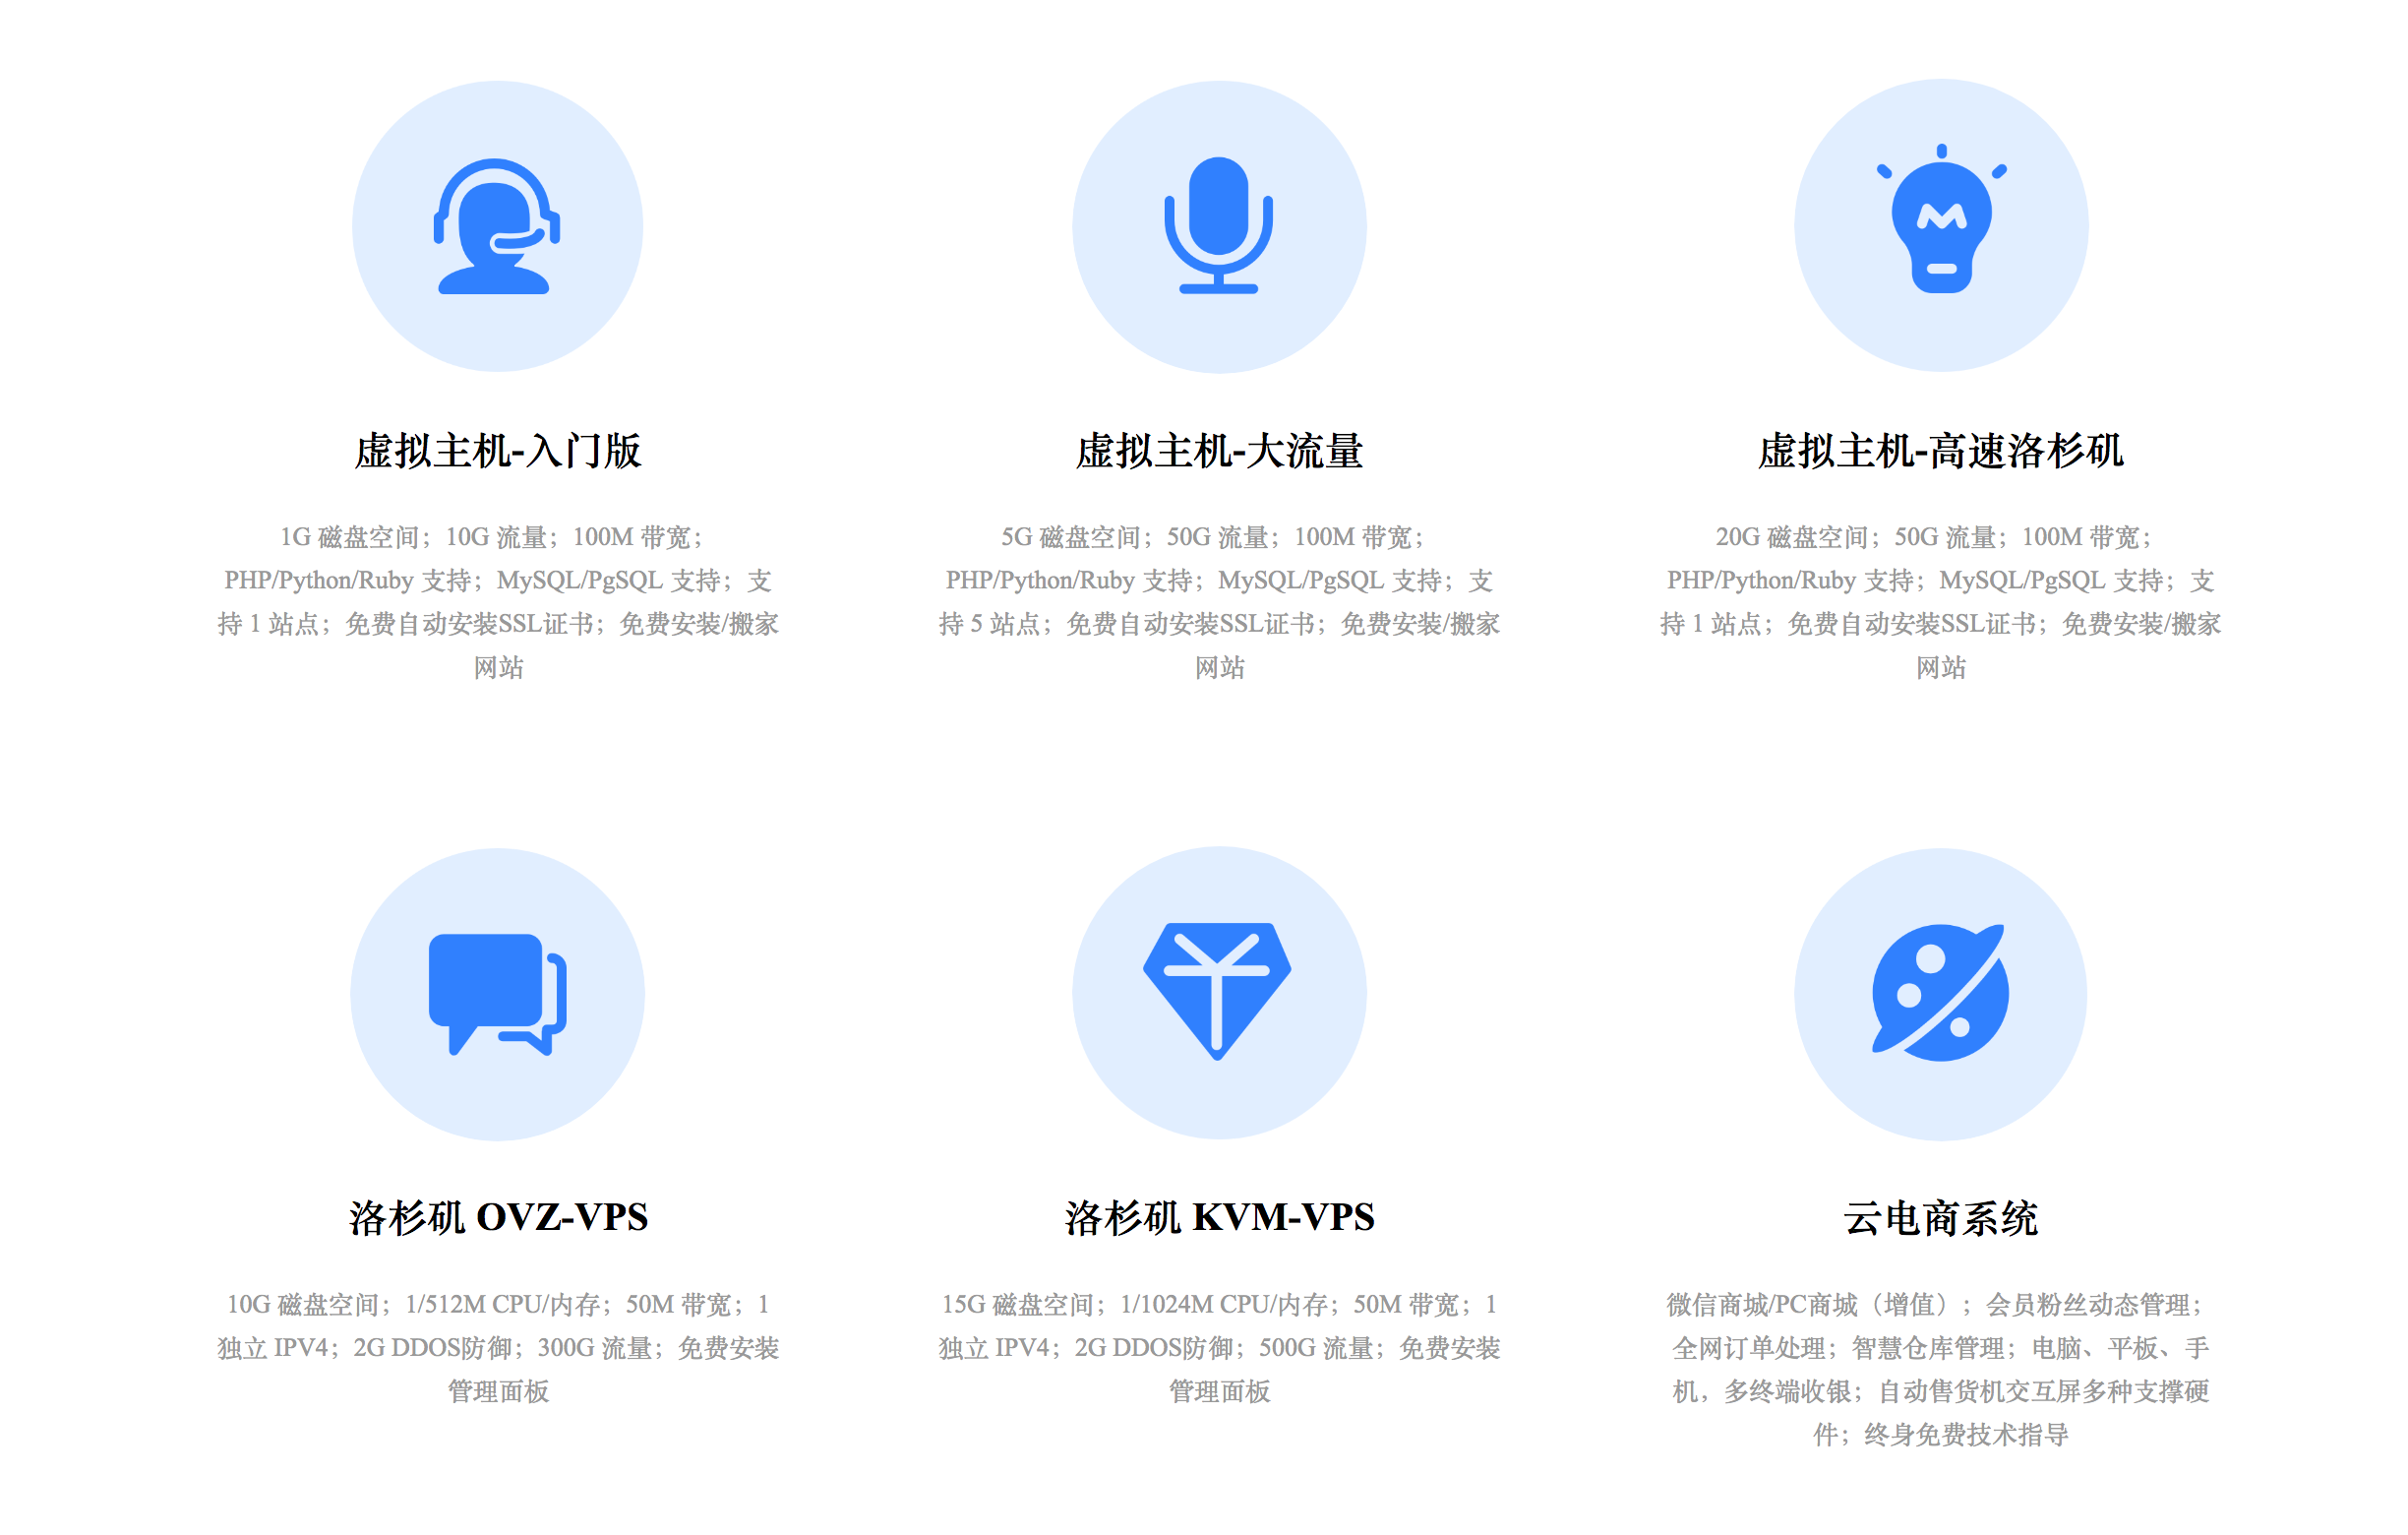 虚拟主机-入门版
1G 磁盘空间；10G 流量；100M 带宽；
PHP/Python/Ruby 支持；MySQL/PgSQL 支持；支
持 1 站点；免费自动安装SSL证书；免费安装/搬家
网站
虚拟主机-大流量
5G 磁盘空间；50G 流量；100M 带宽；
PHP/Python/Ruby 支持；MySQL/PgSQL 支持；支
持 5 站点；免费自动安装SSL证书；免费安装/搬家
网站
虚拟主机-高速洛杉矶
20G 磁盘空间；50G 流量；100M 带宽；
PHP/Python/Ruby 支持；MySQL/PgSQL 支持；支
持 1 站点；免费自动安装SSL证书；免费安装/搬家
网站
洛杉矶 OVZ-VPS
10G 磁盘空间；1/512M CPU/内存；50M 带宽；1
独立 IPV4；2G DDOS防御；300G 流量；免费安装
管理面板
洛杉矶 KVM-VPS
15G 磁盘空间；1/1024M CPU/内存；50M 带宽；1
独立 IPV4；2G DDOS防御；500G 流量；免费安装
管理面板
云电商系统
微信商城/PC商城（增值）；会员粉丝动态管理；
全网订单处理；智慧仓库管理；电脑、平板、手
机，多终端收银；自动售货机交互屏多种支撑硬
件；终身免费技术指导